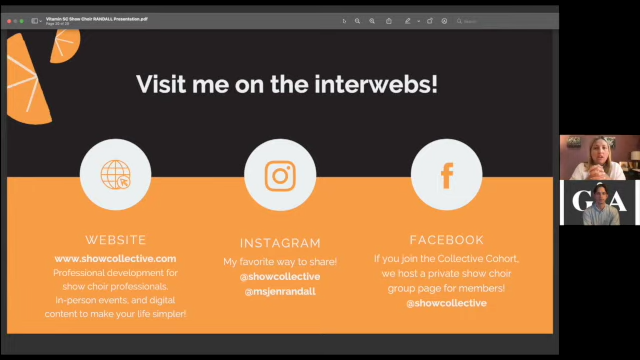 Vitamin GC Show Choir RANDALL Presentation.pdf
Search
Visit me on the interwebs!
WEBSITE
www.showcollective.com
Professional development for
show choir professionals,
in-person events, and digital
content to make your life simpler!
INSTAGRAM
My favorite way to share!
@showcollective
@msjenrandall
FACEBOOK
If you join the Collective Cohort,
we host a private show choir
group page for members!
@showcollective